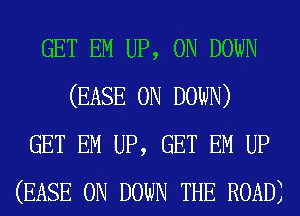 GET EM UP, ON DOWN
(EASE ON DOWN)
GET EM UP, GET EM UP
(EASE ON DOWN THE ROAD)